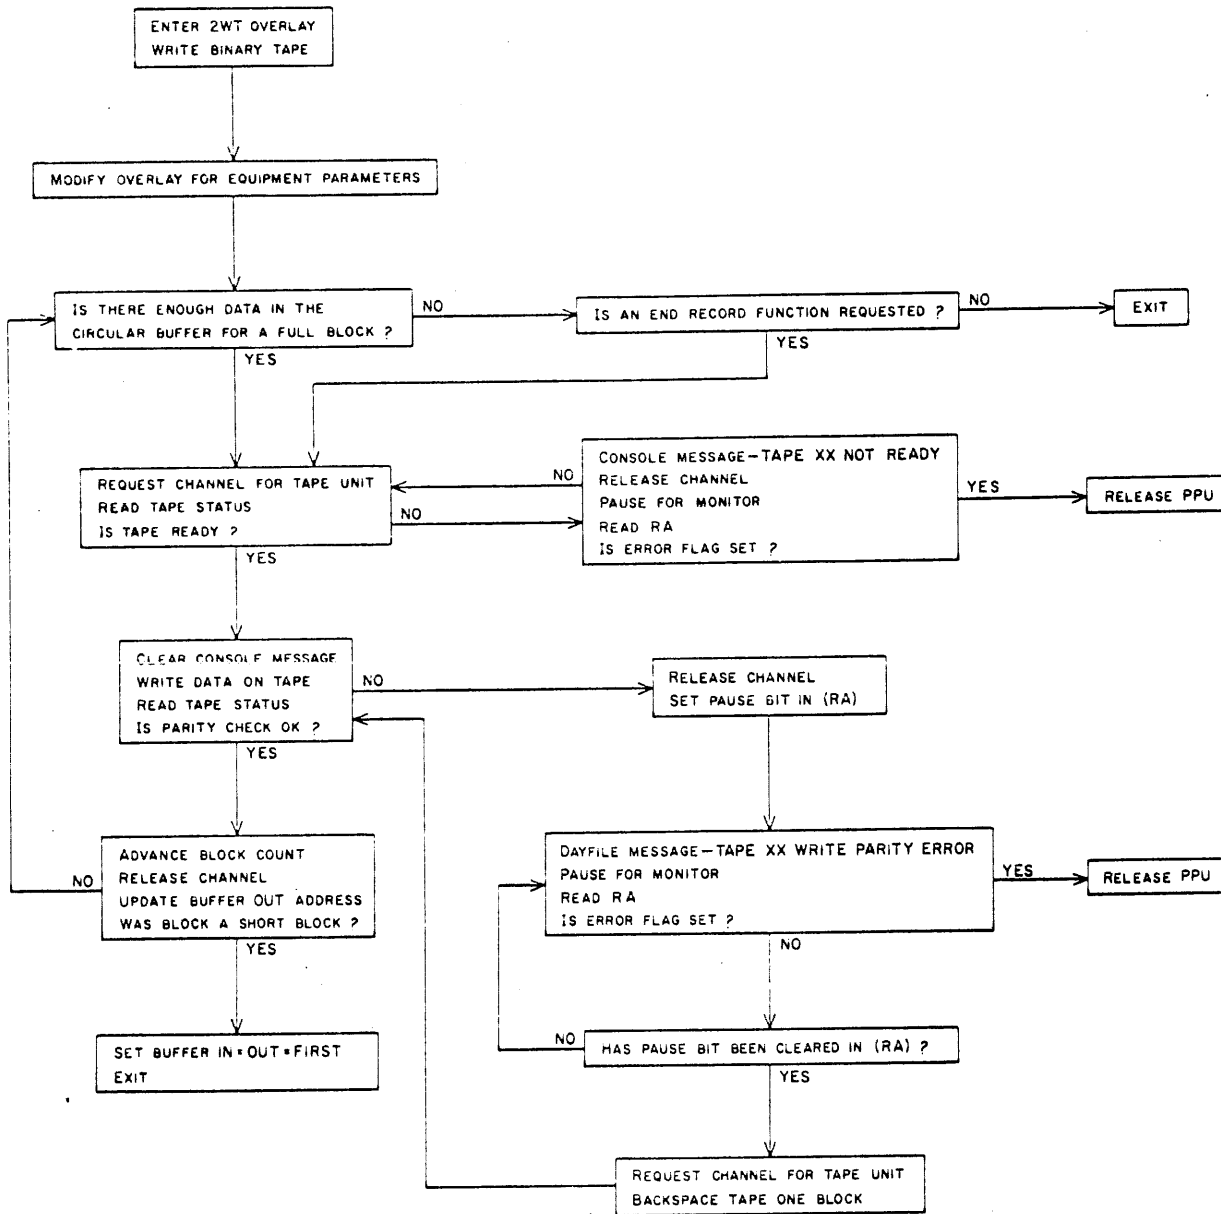 ENTER 2WT OVERLAY
WRITE BINARY TAPE
MODIFY OVERLAY FOR EQUIPMENT PARAMETERS
IS THERE ENOUGH DATA IN THE
CIRCULAR BUFFER FOR A FULL BLOCK ?
NO
IS AN END RECORD FUNCTION REQUESTED ?
NO
EXIT
YES
YES
REQUEST CHANNEL FOR TAPE UNIT
READ TAPE STATUS
IS TAPE READY ?
NO
NO
CONSOLE MESSAGE–TAPE XX NOT READY
RELEASE CHANNEL
PAUSE FOR MONITOR
READ RA
IS ERROR FLAG SET ?
YES
RELEASE PPU
YES
CLEAR CONSOLE MESSAGE
WRITE DATA ON TAPE
READ TAPE STATUS
IS PARITY CHECK OK ?
NO
RELEASE CHANNEL
SET PAUSE BIT IN (RA)
YES
NO
ADVANCE BLOCK COUNT
RELEASE CHANNEL
UPDATE BUFFER OUT ADDRESS
WAS BLOCK A SHORT BLOCK ?
DAYFILE MESSAGE–TAPE XX WRITE PARITY ERROR
PAUSE FOR MONITOR
READ RA
IS ERROR FLAG SET ?
YES
RELEASE PPU
YES
NO
SET BUFFER IN=OUT=FIRST
EXIT
NO
HAS PAUSE BIT BEEN CLEARED IN (RA) ?
YES
REQUEST CHANNEL FOR TAPE UNIT
BACKSPACE TAPE ONE BLOCK